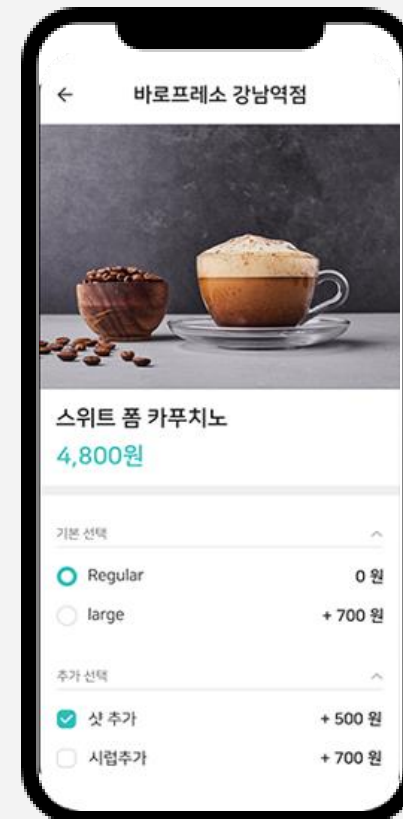 바로프레소 강남역점
스위트 폼 카푸치노
4,800원
기본 선택
Regular 0 원
large + 700 원
추가 선택
샷 추가 + 500 원
시럽추가 + 700 원